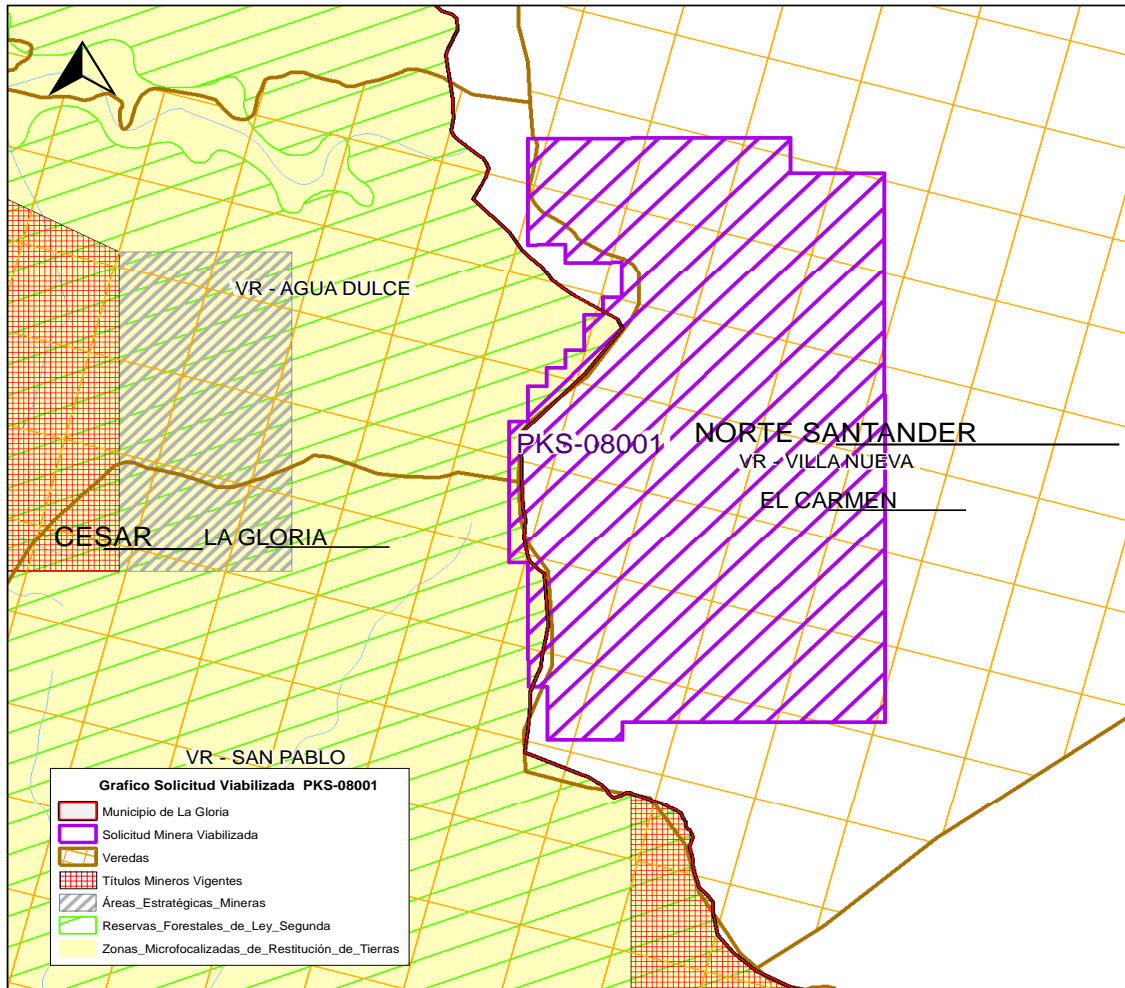 VR - AGUA DULCE
PKS-08001
NORTE SANTANDER
VR - VILLA NUEVA
EL CARMEN
CESAR
LA GLORIA
VR - SAN PABLO
Grafico Solicitud Viabilizada PKS-08001
Municipio de La Gloria
Solicitud Minera Viabilizada
Veredas
Títulos Mineros Vigentes
Áreas_Estratégicas_Mineras
Reservas_Forestales_de_Ley_Segunda
Zonas_Microfocalizadas_de_Restitución_de_Tierras